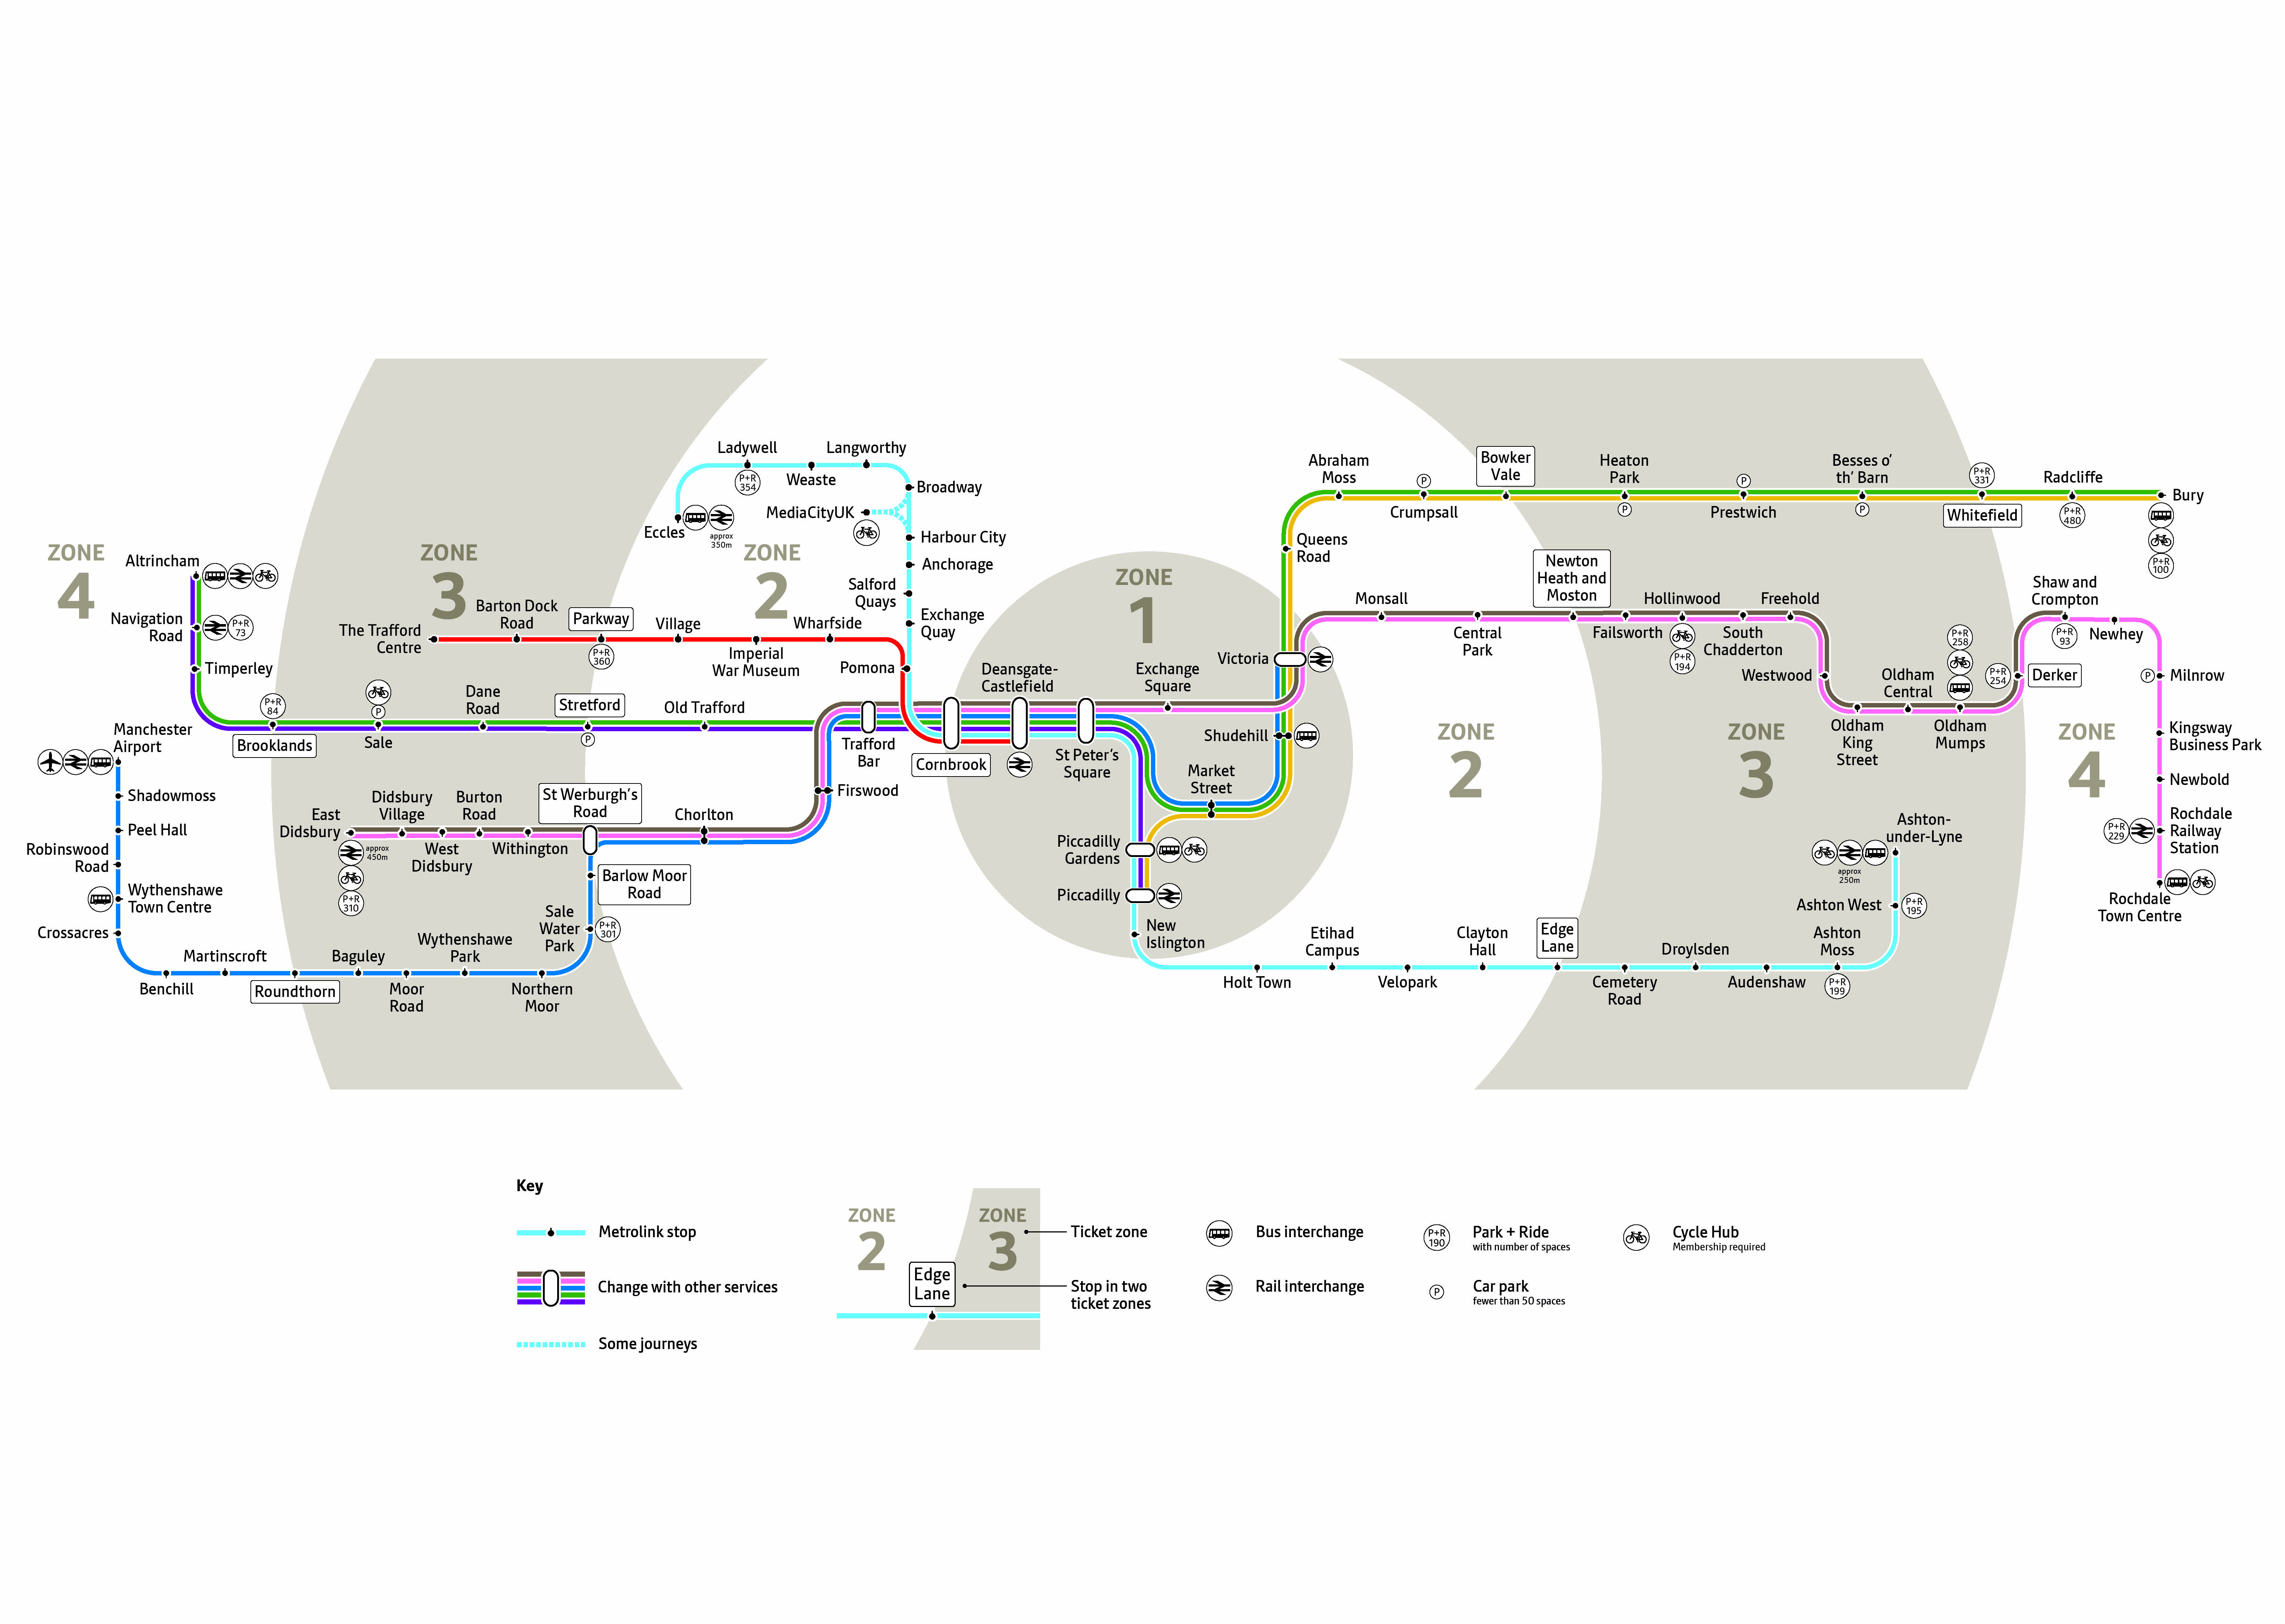 ZONE
4
ZONE
3
ZONE
2
ZONE
1
ZONE
2
ZONE
3
ZONE
4
Altrincham
Navigation
Road
P+R
73
Timperley
P+R
84
Brooklands
Sale
P
Dane
Road
Stretford
P
Old Trafford
Trafford
Bar
Cornbrook
Deansgate-
Castlefield
St Peter's
Square
Exchange
Square
Victoria
Shudehill
Market
Street
Piccadilly
Gardens
Piccadilly
New
Islington
The Trafford
Centre
Barton Dock
Road
Parkway
P+R
360
Village
Imperial
War Museum
Wharfside
Pomona
Eccles
approx
350m
Ladywell
P+R
354
Weaste
Langworthy
Broadway
MediaCityUK
Harbour City
Anchorage
Salford
Quays
Exchange
Quay
Manchester
Airport
Shadowmoss
Peel Hall
Robinswood
Road
Wythenshawe
Town Centre
Crossacres
Benchill
Martinscroft
Roundthorn
Baguley
Moor
Road
Wythenshawe
Park
Northern
Moor
Sale
Water
Park
P+R
301
Barlow Moor
Road
St Werburgh's
Road
Chorlton
Firswood
East
Didsbury
approx
450m
P+R
310
Didsbury
Village
West
Didsbury
Burton
Road
Withington
Queens
Road
Abraham
Moss
P
Crumpsall
Bowker
Vale
Heaton
Park
P
P
Prestwich
Besses o'
th' Barn
P
P+R
331
Whitefield
Radcliffe
P+R
480
Bury
P+R
100
Monsall
Central
Park
Newton
Heath and
Moston
Failsworth
Hollinwood
P+R
194
South
Chadderton
Freehold
Westwood
Oldham
King
Street
Oldham
Central
P+R
258
Oldham
Mumps
P+R
254
Derker
Shaw and
Crompton
P+R
93
Newhey
P
Milnrow
Kingsway
Business Park
Newbold
P+R
229
Rochdale
Railway
Station
Rochdale
Town Centre
Holt Town
Etihad
Campus
Velopark
Clayton
Hall
Edge
Lane
Cemetery
Road
Droylsden
Audenshaw
Ashton
Moss
P+R
199
Ashton West
P+R
195
Ashton-
under-Lyne
approx
250m
Key
Metrolink stop
Change with other services
Some journeys
ZONE
2
ZONE
3
Edge
Lane
Ticket zone
Stop in two
ticket zones
Bus interchange
Rail interchange
P+R
190
Park + Ride
with number of spaces
P
Car park
fewer than 50 spaces
Cycle Hub
Membership required